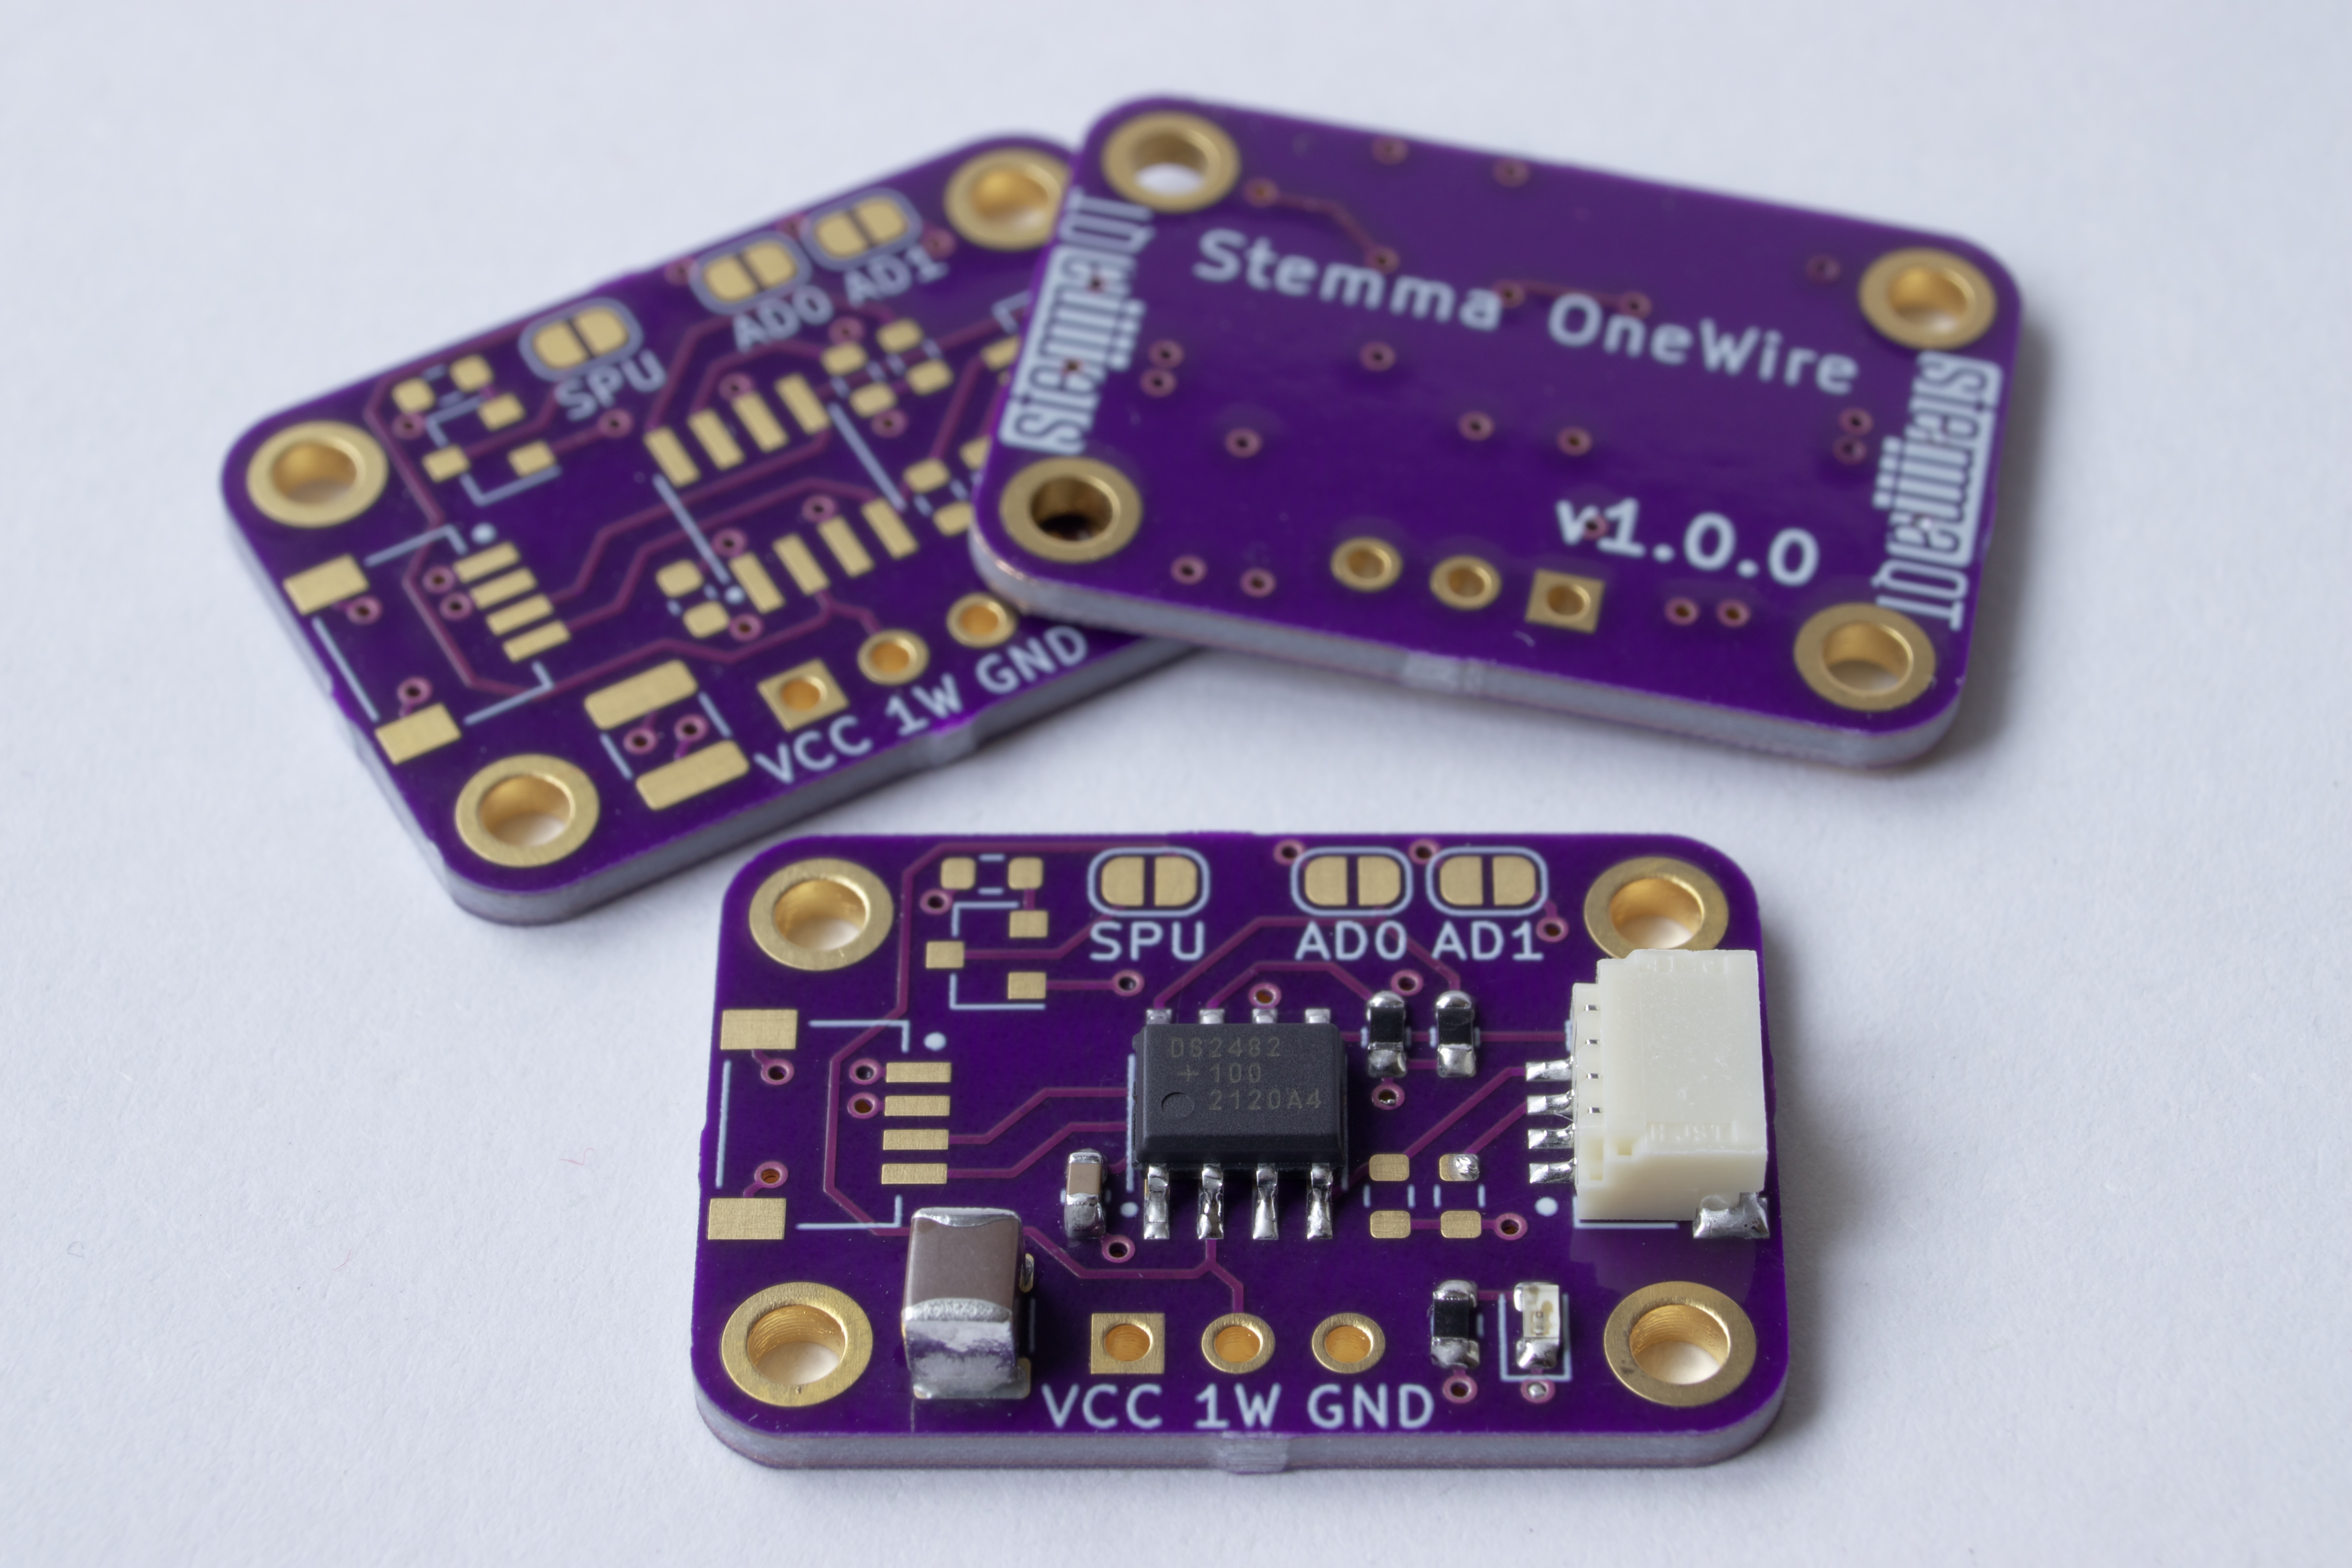 SPU
AD0 AD1
VCC 1W GND
Stemma OneWire
v1.0.0
SPU
AD0 AD1
DS2482
+100
2120A4
JST
VCC 1W GND